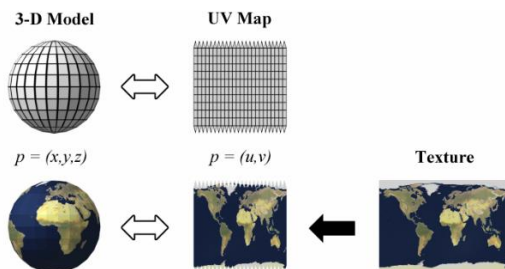 3-D Model UV Map
p = (x,y,z) p = (u,v) Texture